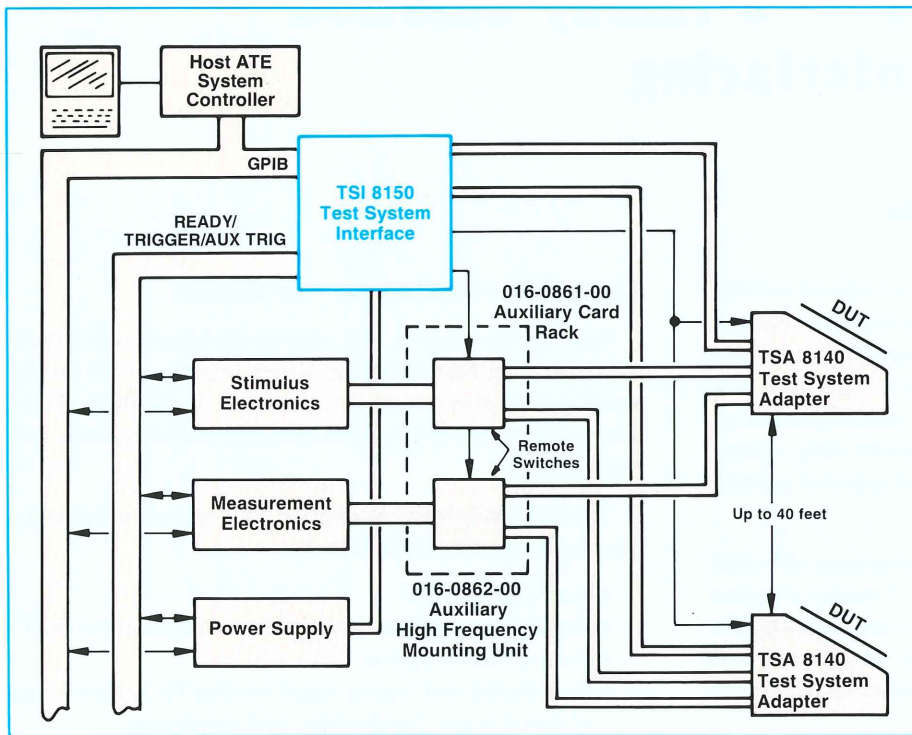 Host ATE
System
Controller
GPIB
TSI 8150
Test System
Interface
READY/
TRIGGER/AUX TRIG
016-0861-00
Auxiliary Card
Rack
DUT
TSA 8140
Test System
Adapter
Stimulus
Electronics
Remote
Switches
Measurement
Electronics
Up to 40 feet
016-0862-00
Auxiliary
High Frequency
Mounting Unit
Power Supply
DUT
TSA 8140
Test System
Adapter